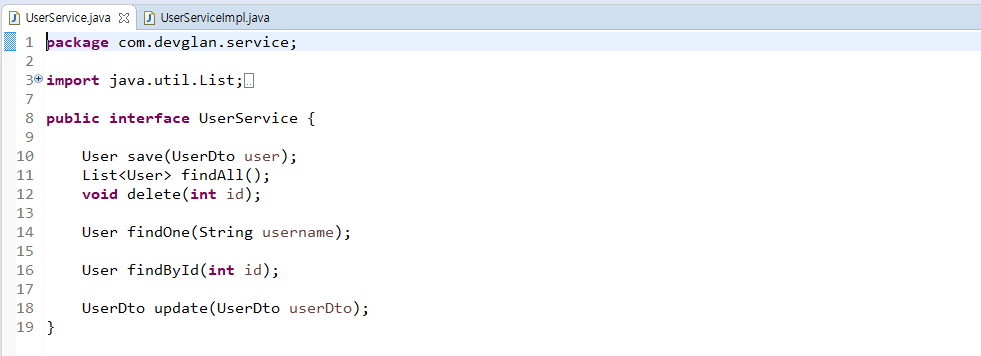 UserService.java UserServiceImpl.java
1 package com.devglan.service;
2
3 import java.util.List;
7
8 public interface UserService {
9
10 User save(UserDto user);
11 List<User> findAll();
12 void delete(int id);
13
14 User findOne(String username);
15
16 User findById(int id);
17
18 UserDto update(UserDto userDto);
19 }